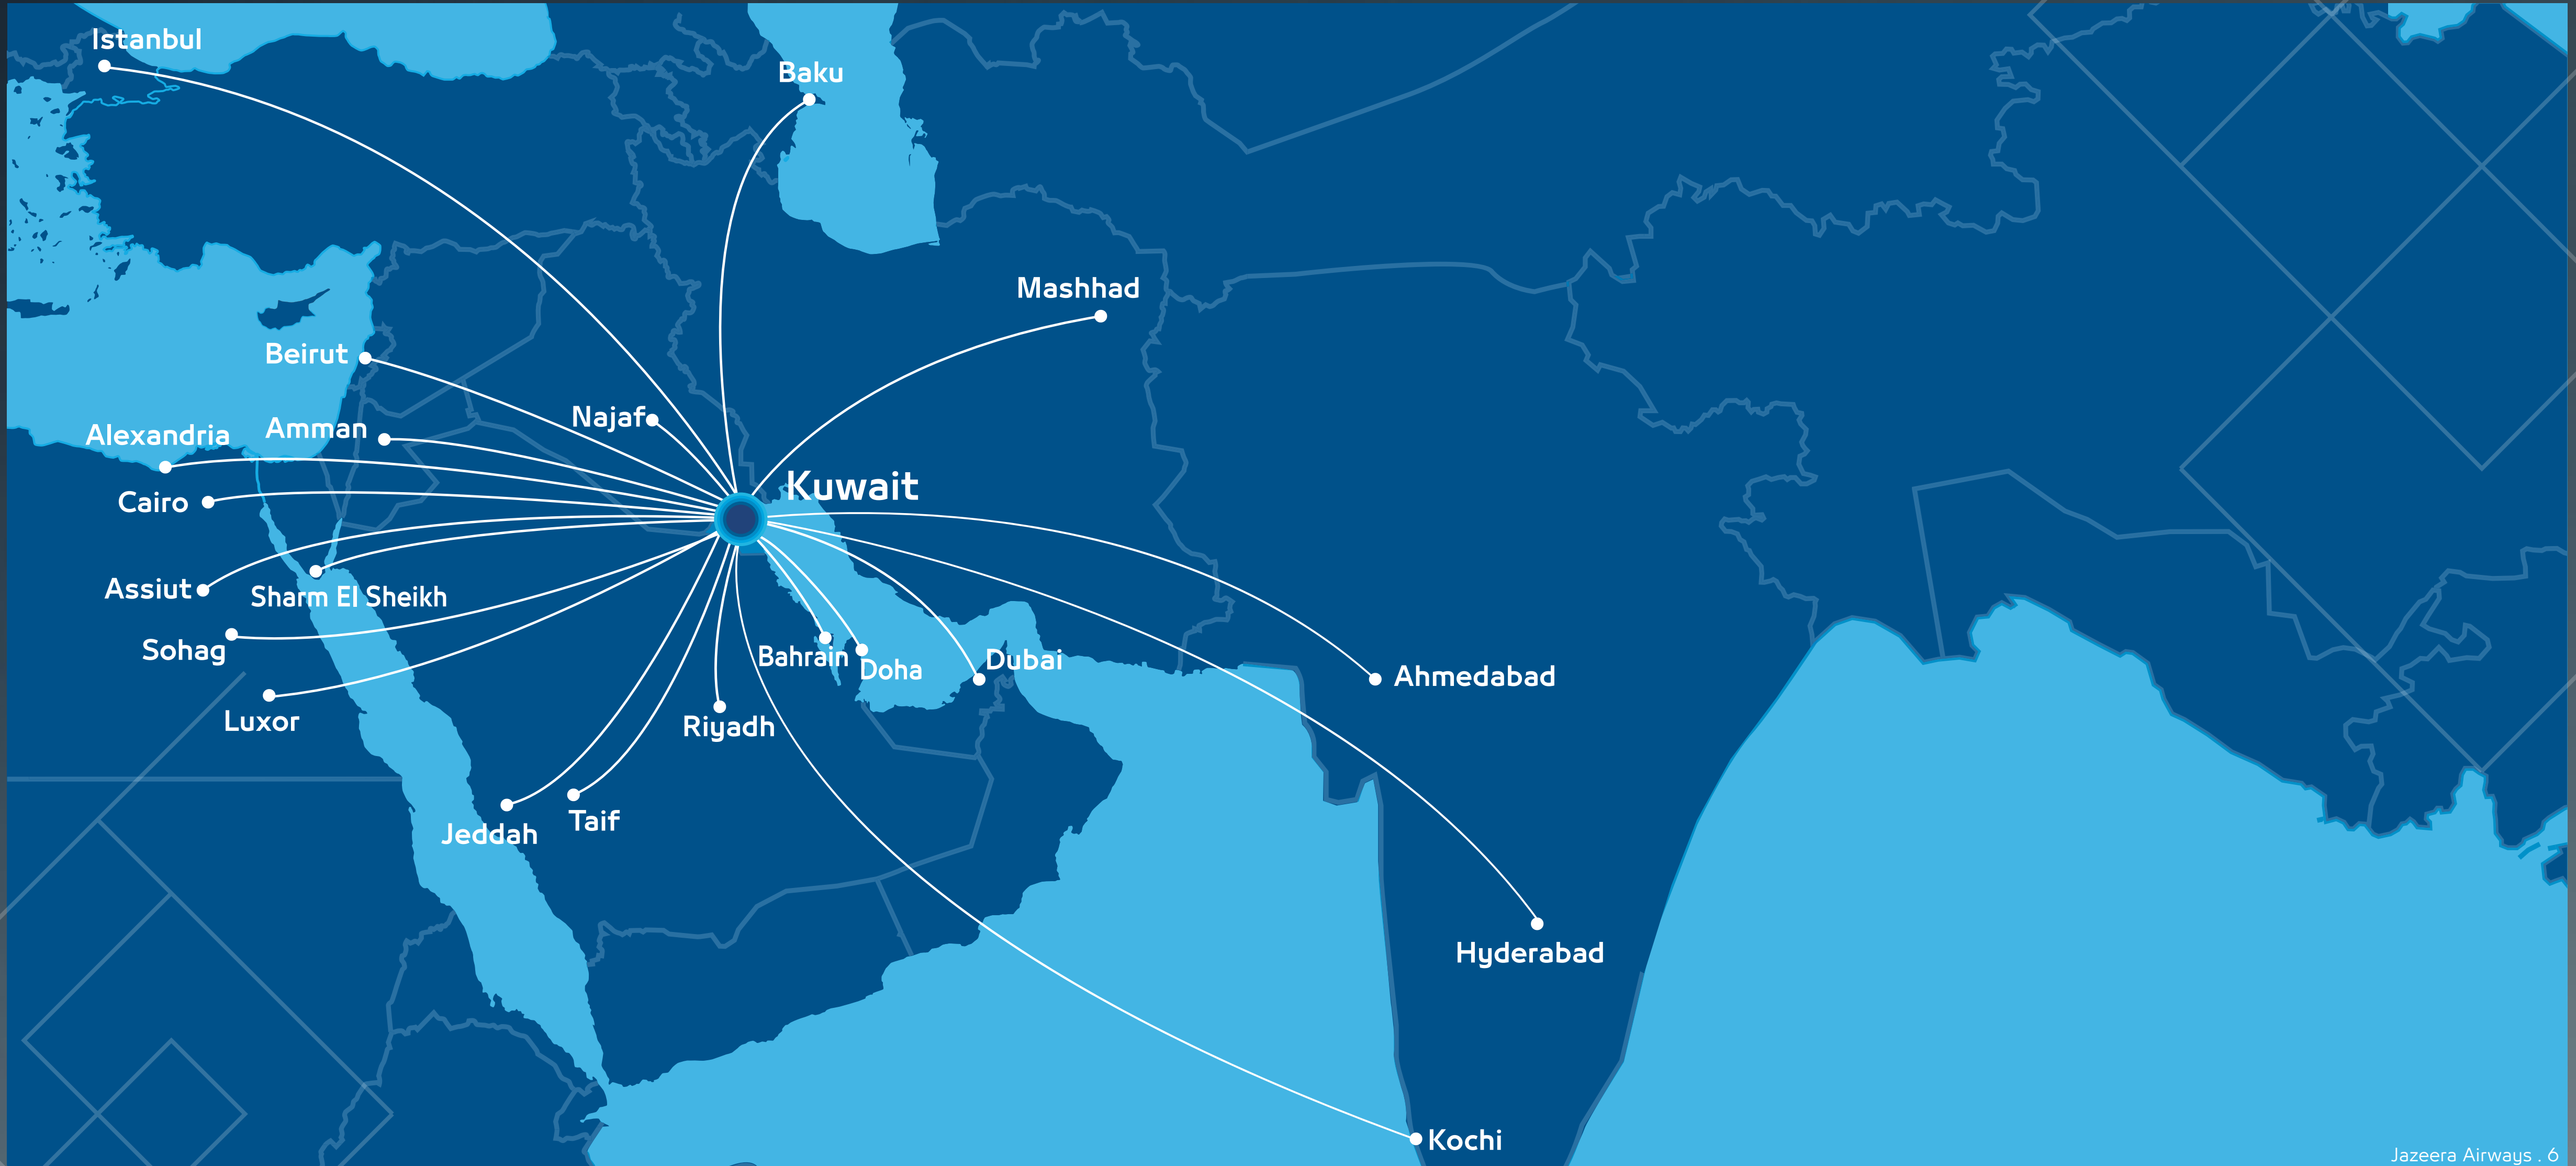 Istanbul
Baku
Mashhad
Beirut
Najaf
Amman
Alexandria
Kuwait
Cairo
Assiut
Sharm El Sheikh
Sohag
Bahrain
Doha
Dubai
Ahmedabad
Luxor
Riyadh
Taif
Jeddah
Hyderabad
Kochi
Jazeera Airways . 6